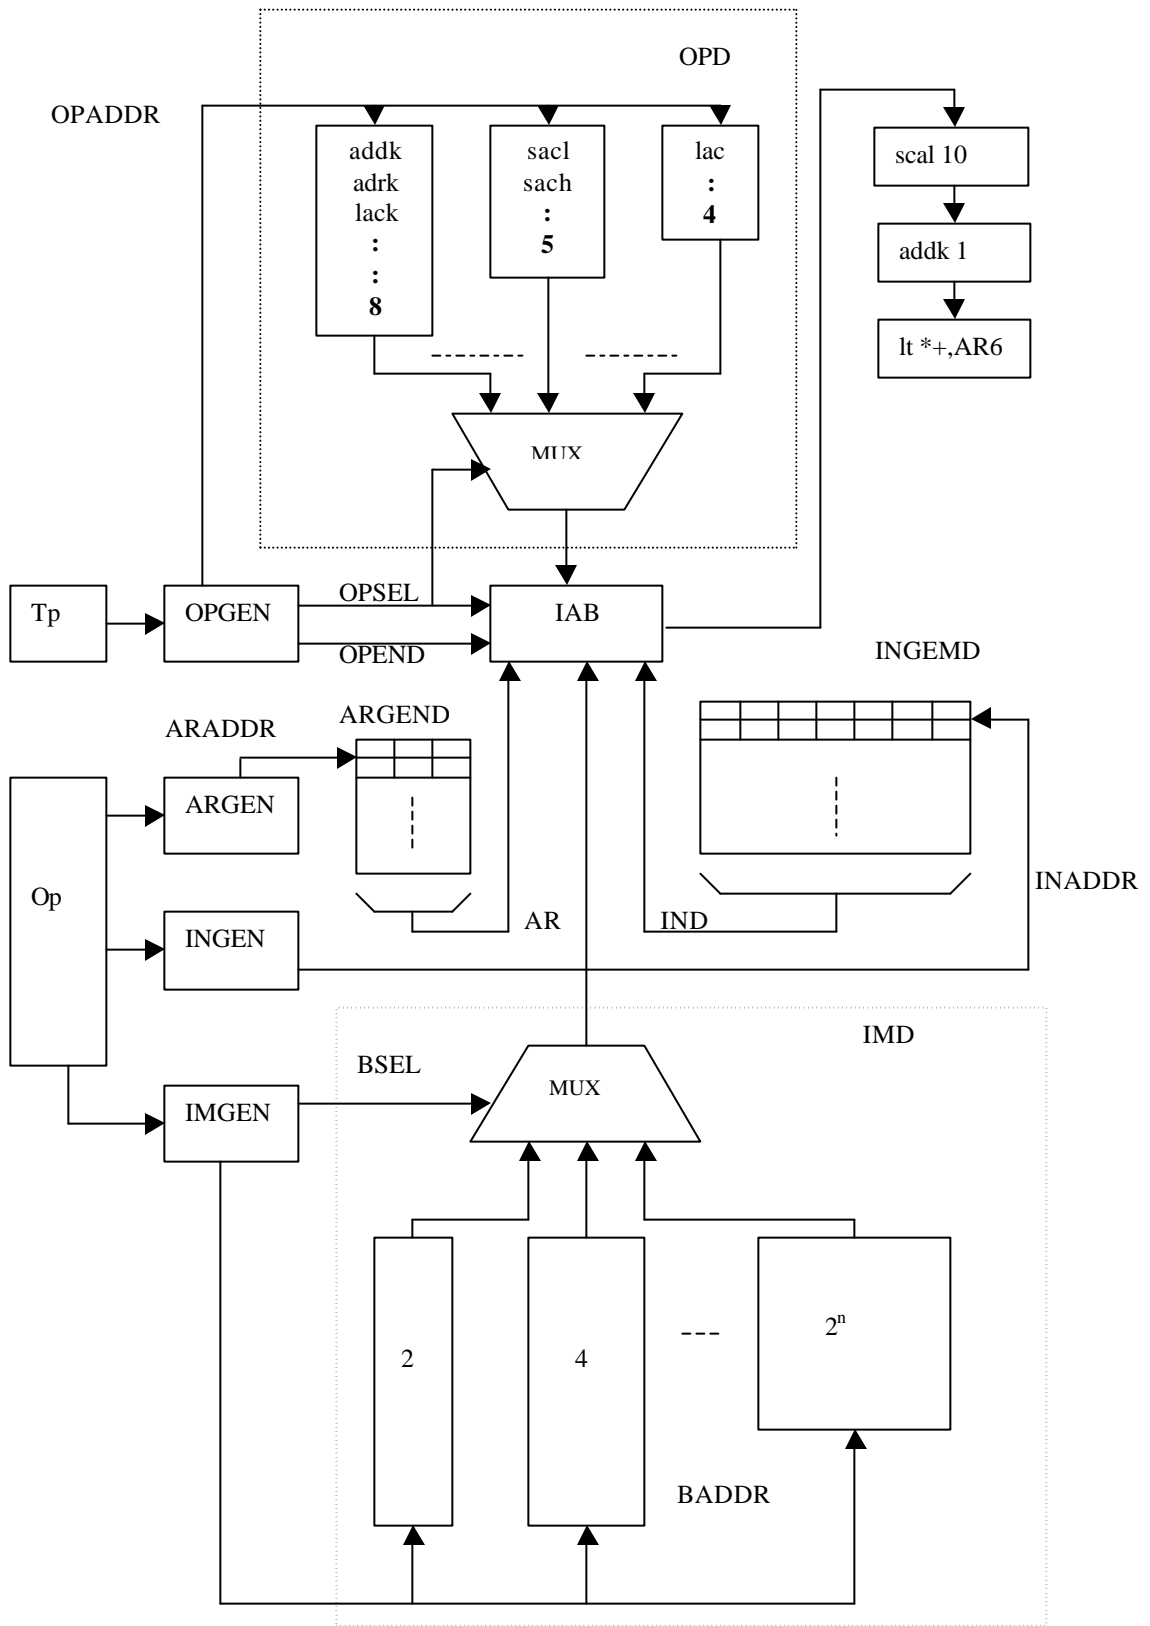 OPD
OPADDR
addk
adrk
lack
:
:
8
sacl
sach
:
5
lac
:
4
scal 10
addk 1
lt *+,AR6
MUX
Tp
OPGEN
OPSEL
OPEND
IAB
INGEMD
ARADDR
ARGEND
ARGEN
Op
INGEN
AR
IND
INADDR
IMD
BSEL
MUX
IMGEN
2
4
2ⁿ
BADDR